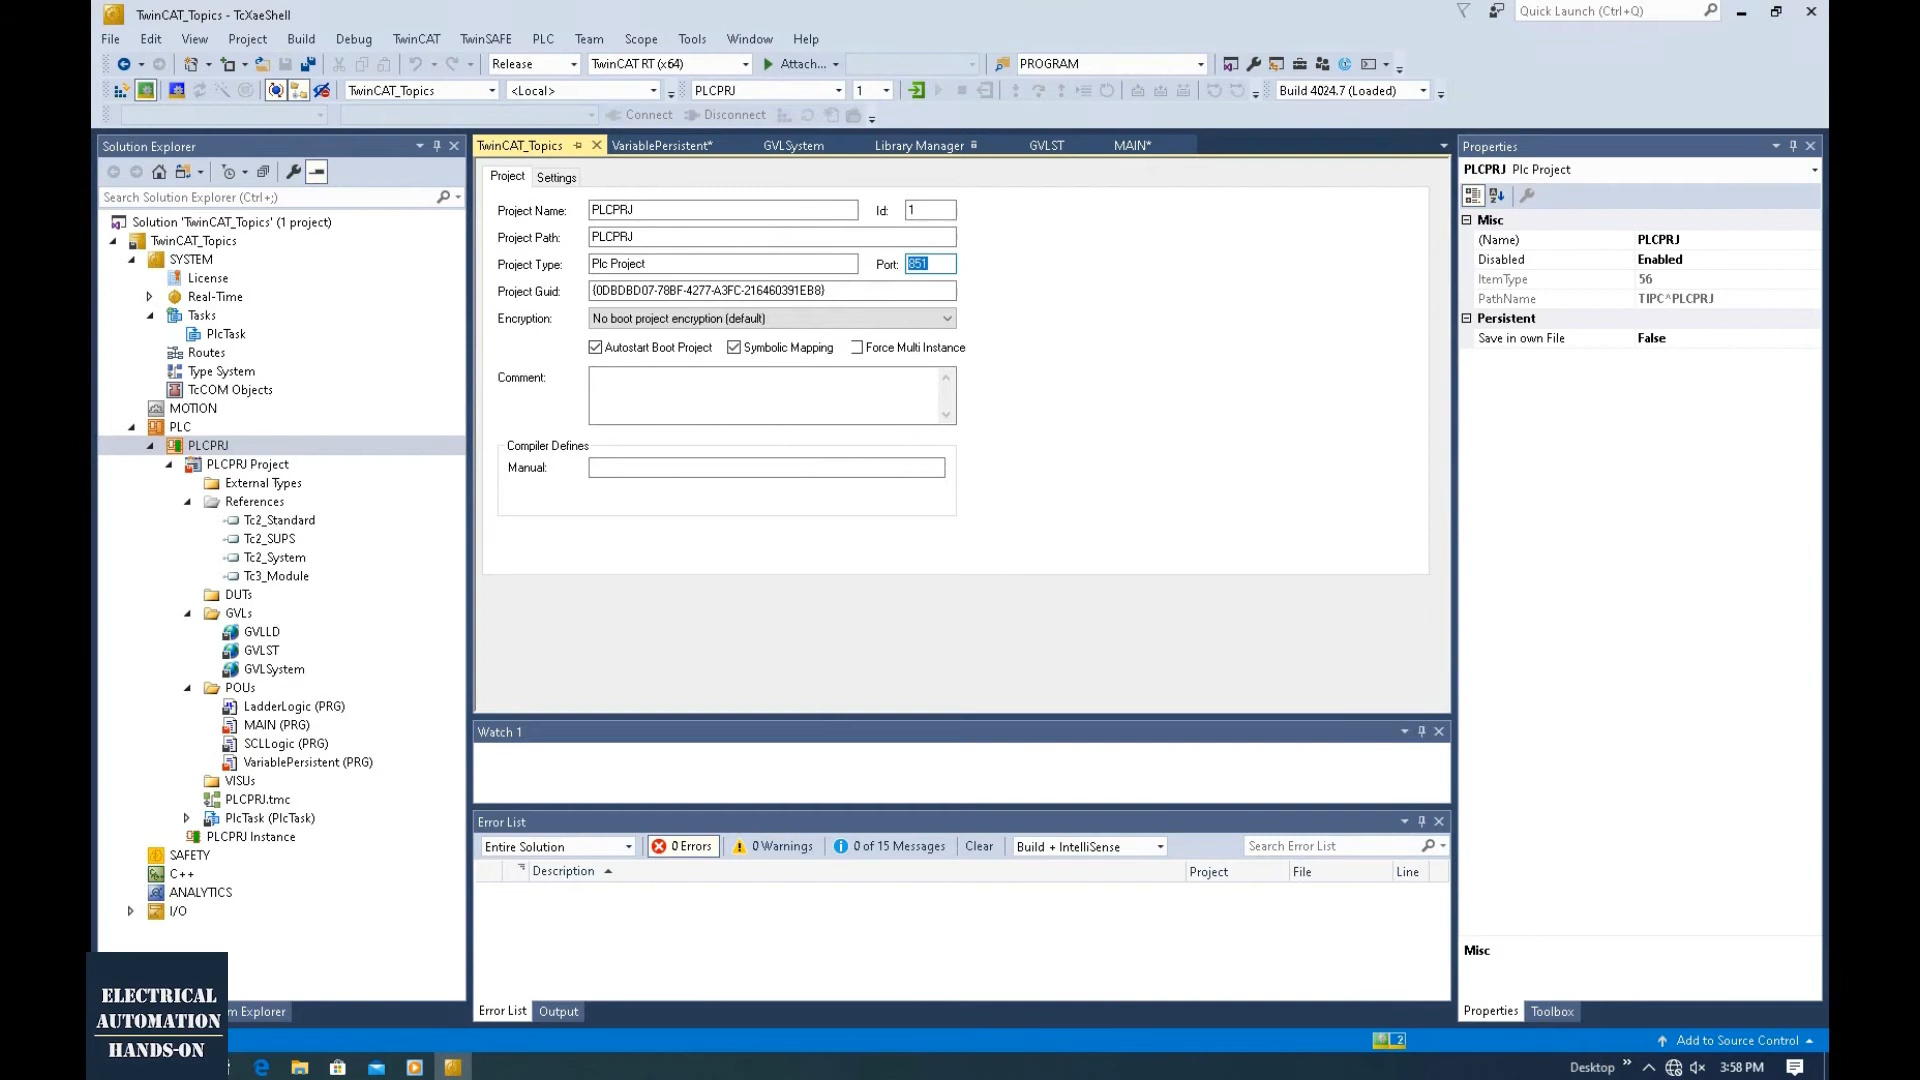 TwinCAT_Topics - TcXaeShell
Quick Launch (Ctrl+Q)
File Edit View Project Build Debug TwinCAT TwinSAFE PLC Team Scope Tools Window Help
Release TwinCAT RT (x64) Attach... PROGRAM
TwinCAT_Topics <Local> PLCPRJ 1 Build 4024.7 (Loaded)
Connect Disconnect
Solution Explorer
Search Solution Explorer (Ctrl+;)
Solution 'TwinCAT_Topics' (1 project)
TwinCAT_Topics
SYSTEM
License
Real-Time
Tasks
PlcTask
Routes
Type System
TcCOM Objects
MOTION
PLC
PLCPRJ
PLCPRJ Project
External Types
References
Tc2_Standard
Tc2_SUPS
Tc2_System
Tc3_Module
DUTs
GVLs
GVLLD
GVLST
GVLSystem
POUs
LadderLogic (PRG)
MAIN (PRG)
SCLLogic (PRG)
VariablePersistent (PRG)
VISUs
PLCPRJ.tmc
PlcTask (PlcTask)
PLCPRJ Instance
SAFETY
C++
ANALYTICS
I/O
m Explorer
TwinCAT_Topics VariablePersistent* GVLSystem Library Manager GVLST MAIN*
Project Settings
Project Name: PLCPRJ Id: 1
Project Path: PLCPRJ
Project Type: Plc Project Port: 851
Project Guid: {0DBDBD07-78BF-4277-A3FC-216460391EB8}
Encryption: No boot project encryption (default)
Autostart Boot Project Symbolic Mapping Force Multi Instance
Comment:
Compiler Defines
Manual:
Watch 1
Error List
Entire Solution 0 Errors 0 Warnings 0 of 15 Messages Clear Build + IntelliSense Search Error List
Description Project File Line
Error List Output
Properties
PLCPRJ Plc Project
Misc
(Name) PLCPRJ
Disabled Enabled
ItemType 56
PathName TIPC^PLCPRJ
Persistent
Save in own File False
Misc
Properties Toolbox
2 Add to Source Control
ELECTRICAL
AUTOMATION
HANDS-ON
Desktop 3:58 PM